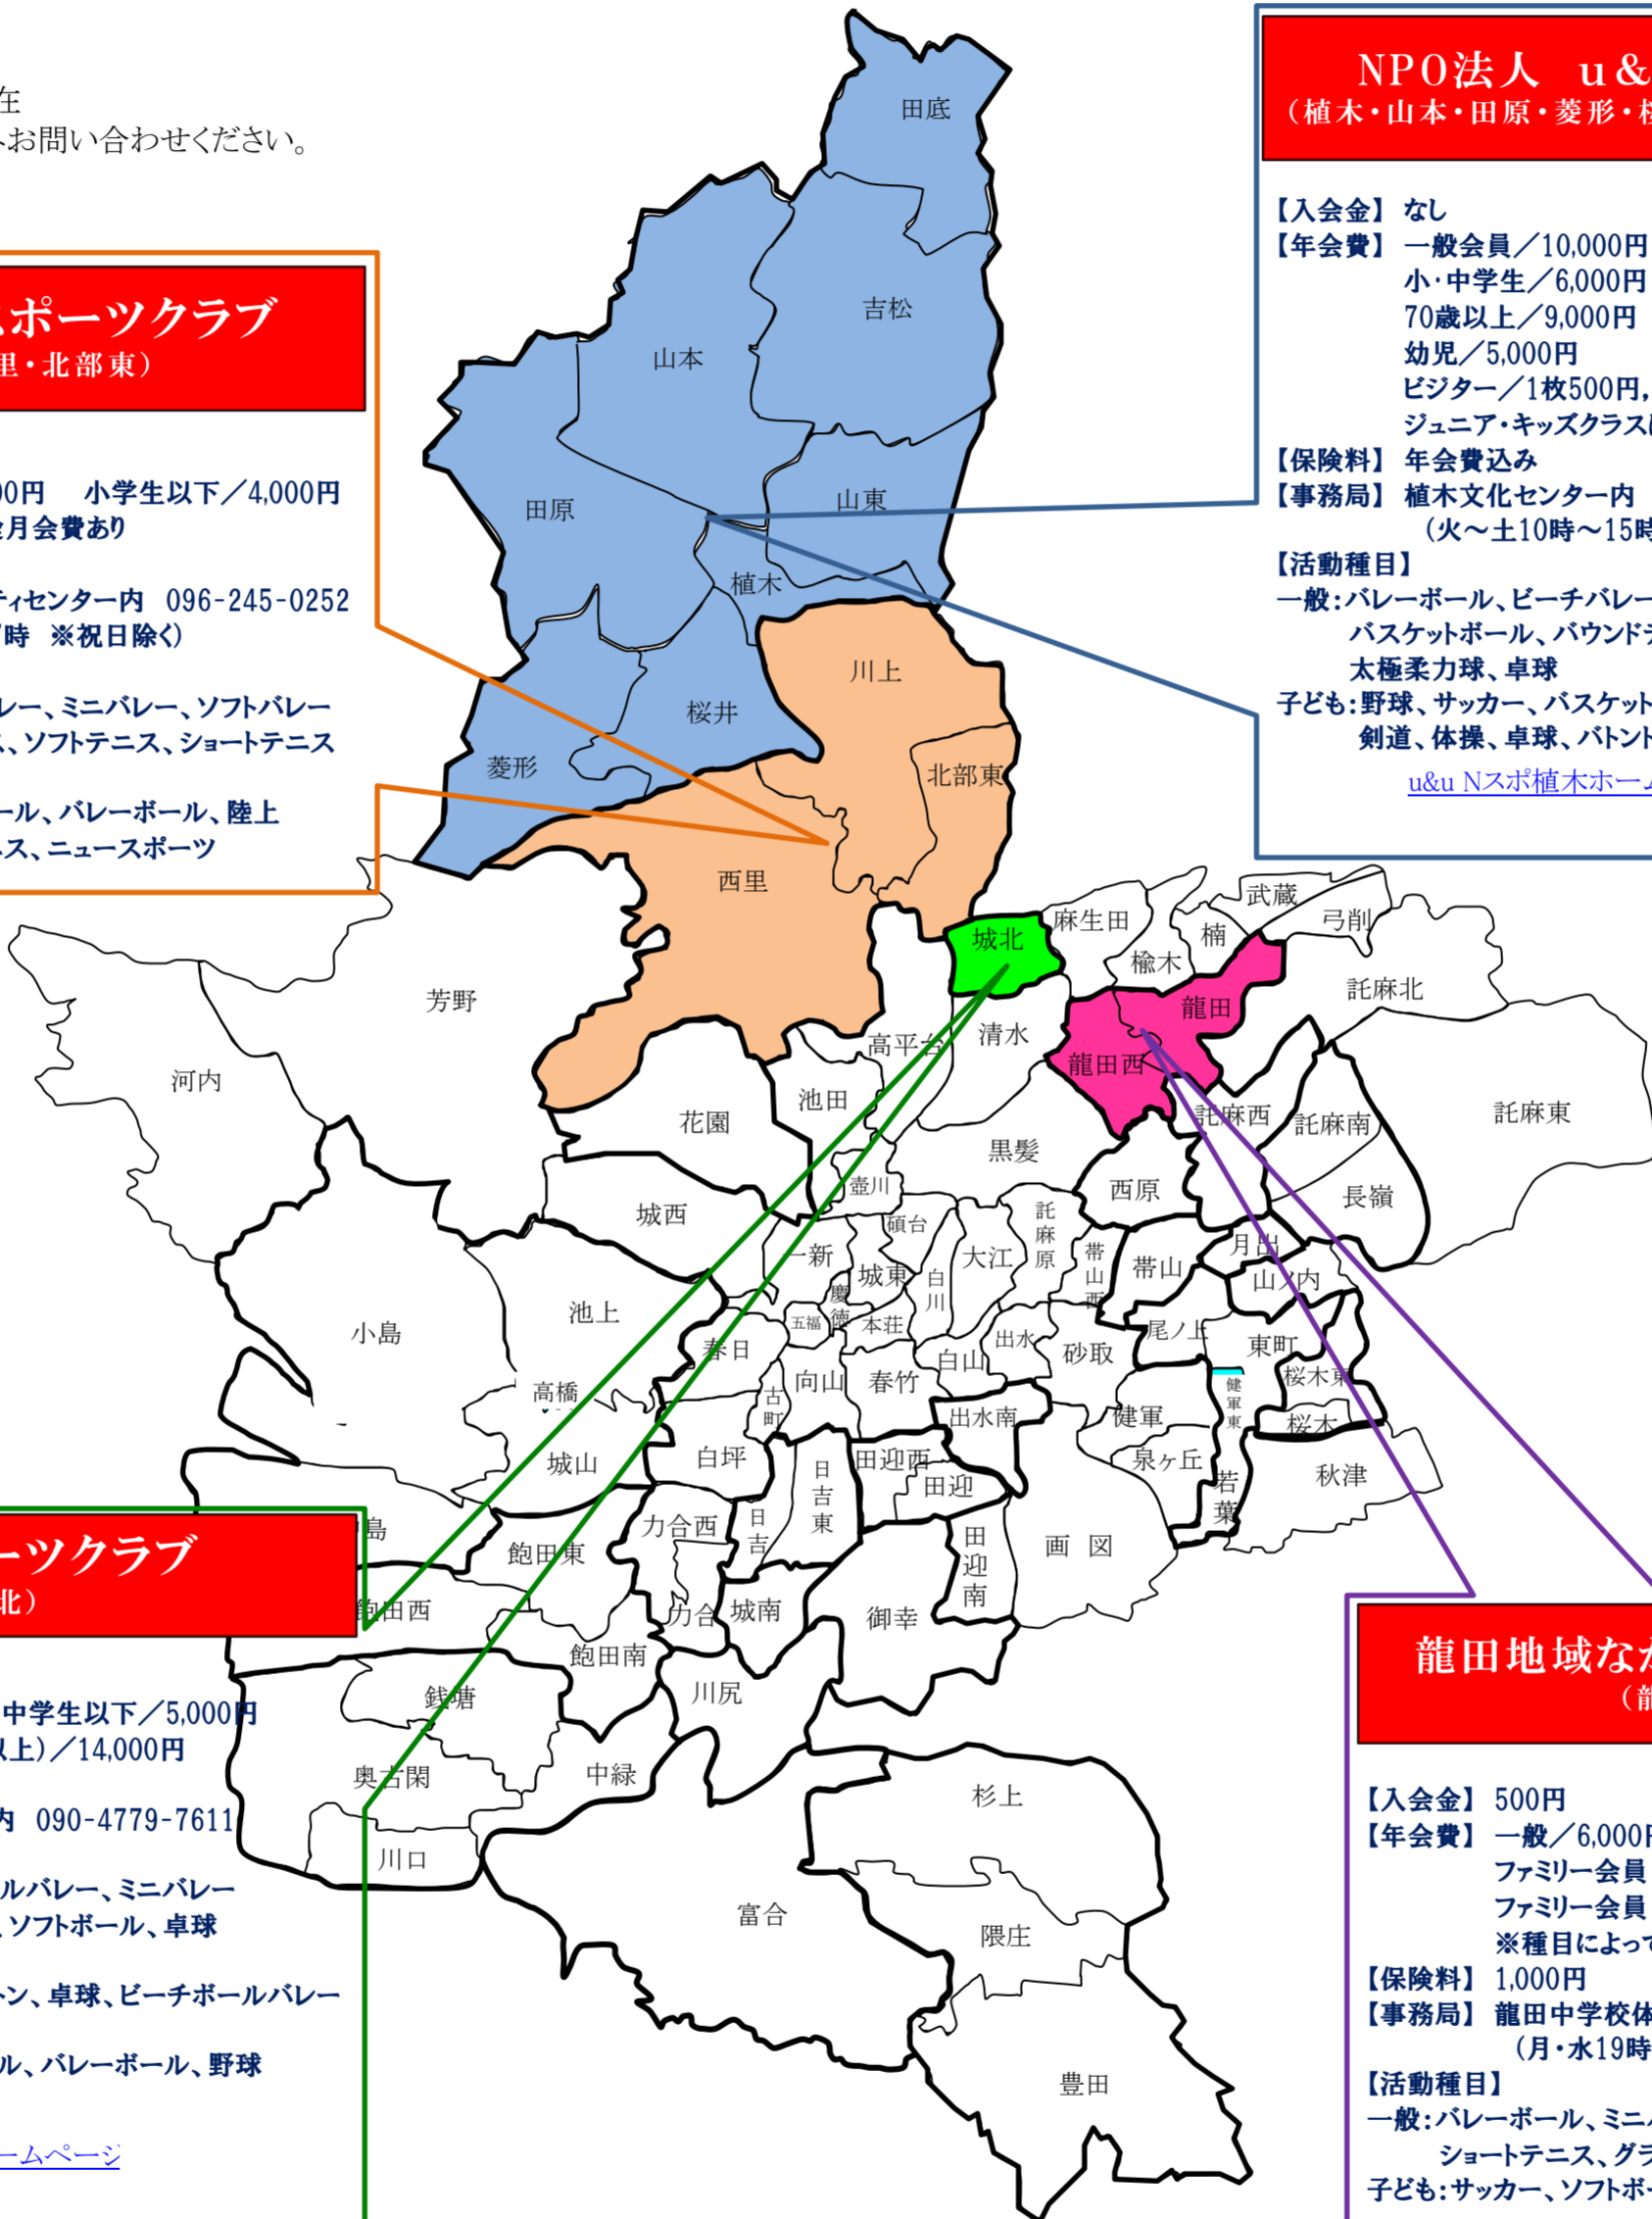 在
お問い合わせください。
NPO法人 u&
（植木・山本・田原・菱形・
【入会金】 なし
【年会費】 一般会員／10,000円
小・中学生／6,000円
70歳以上／9,000円
幼児／5,000円
ビジター／1枚500円,
ジュニア・キッズクラス
【保険料】 年会費込み
【事務局】 植木文化センター内
（火～土10時～15時
【活動種目】
一般：バレーボール、ビーチバレー
バスケットボール、バウンド
太極柔力球、卓球
子ども：野球、サッカー、バスケット
剣道、体操、卓球、バトント
u&u Nスポ植木ホーム
スポーツクラブ
里・北部東）
00円 小学生以下／4,000円
月会費あり
ティセンター内 096-245-0252
時 ※祝日除く)
レー、ミニバレー、ソフトバレー
ス、ソフトテニス、ショートテニス
ール、バレーボール、陸上
ニス、ニュースポーツ
田底
吉松
山本
田原
山東
植木
川上
桜井
菱形
北部東
西里
城北
麻生田
武蔵
弓削
楠
楡木
龍田
託麻北
芳野
高平台
清水
龍田西
河内
池田
花園
託麻西
託麻南
託麻東
黒髪
壺川
西原
長嶺
城西
碩台
託麻原
一新
大江
月出
帯山西
帯山
城東
白川
山ノ内
慶徳
池上
小島
五福
本荘
出水
尾ノ上
東町
春日
白山
砂取
向山
春竹
桜木東
高橋
古町
健軍東
出水南
健軍
桜木
白坪
田迎西
泉ヶ丘
城山
日吉東
田迎
秋津
若葉
島
力合西
日吉
飽田東
田迎南
画 図
飽田西
力合
城南
御幸
飽田南
川尻
銭塘
奥古閑
中緑
杉上
川口
富合
隈庄
豊田
ーツクラブ
北）
中学生以下／5,000円
以上）／14,000円
内 090-4779-7611
ルバレー、ミニバレー
、ソフトボール、卓球
トン、卓球、ビーチボールバレー
ル、バレーボール、野球
ームページ
龍田地域なか
（龍
【入会金】 500円
【年会費】 一般／6,000円
ファミリー会員
ファミリー会員
※種目によって
【保険料】 1,000円
【事務局】 龍田中学校体
（月・水19時
【活動種目】
一般：バレーボール、ミニ
ショートテニス、グラ
子ども：サッカー、ソフトボー